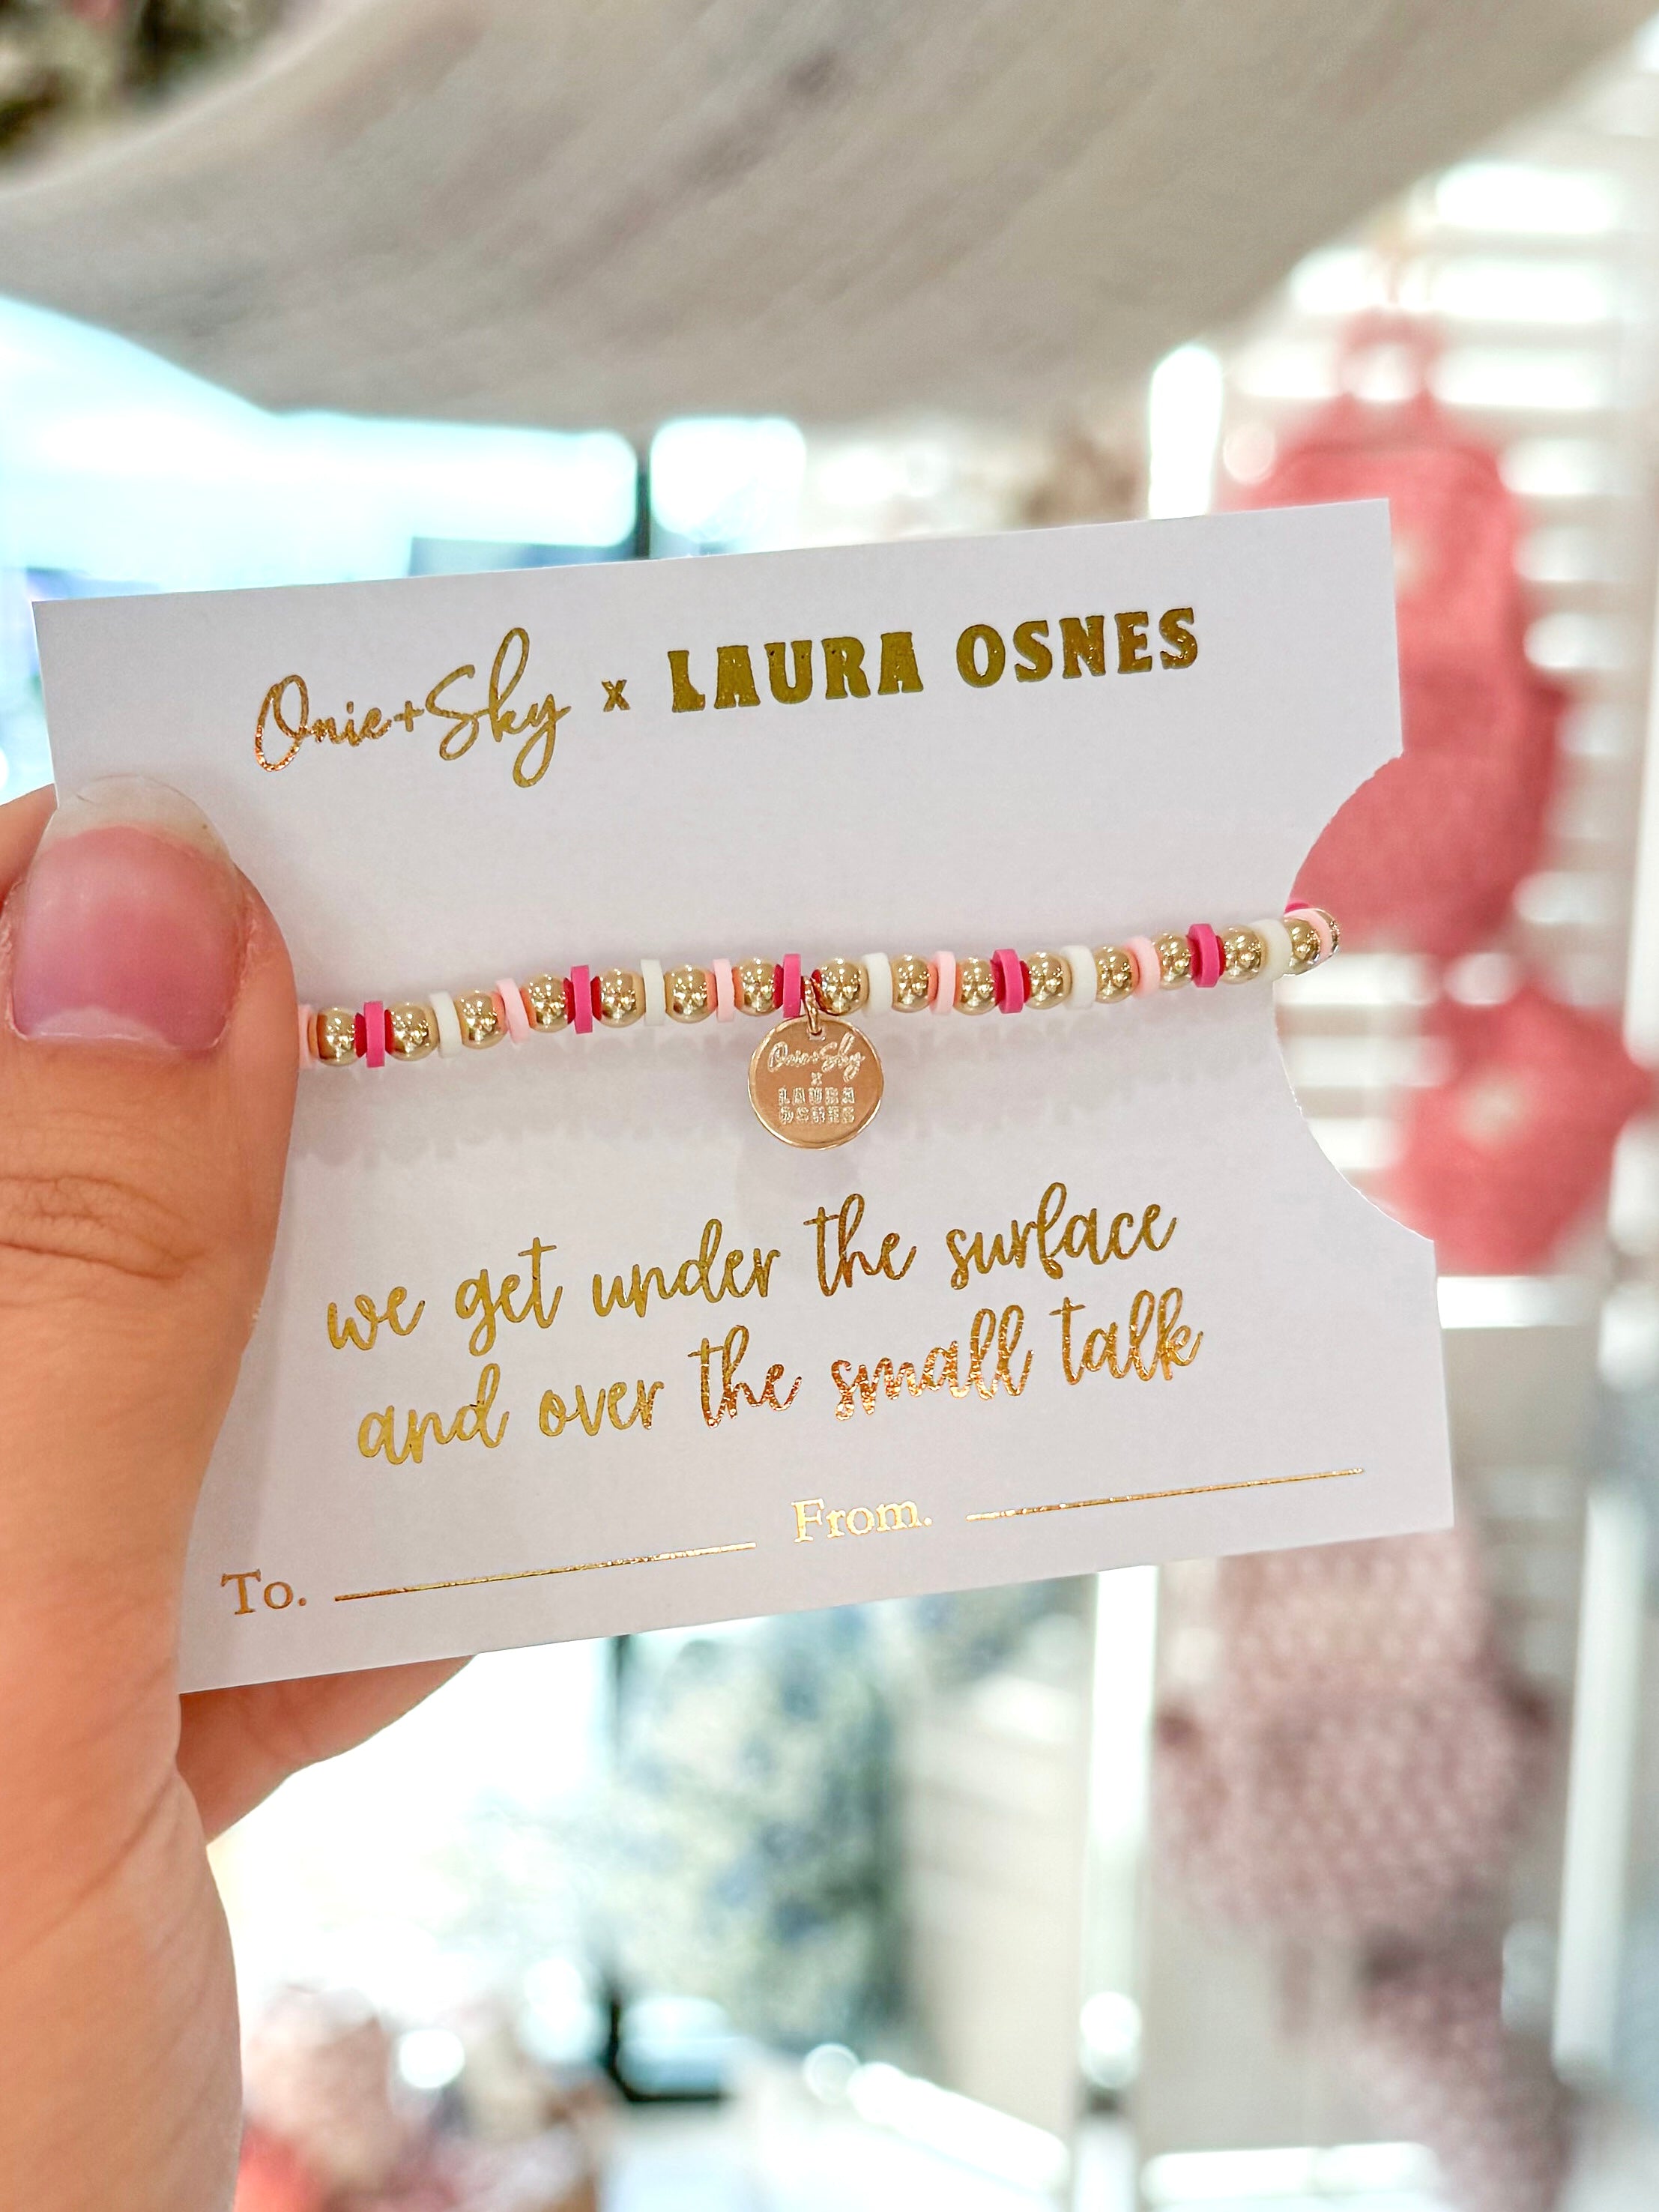 Onie+Sky x LAURA OSNES
Onie+Sky
x
LAURA
OSNES
we get under the surface
and over the small talk
To. From.